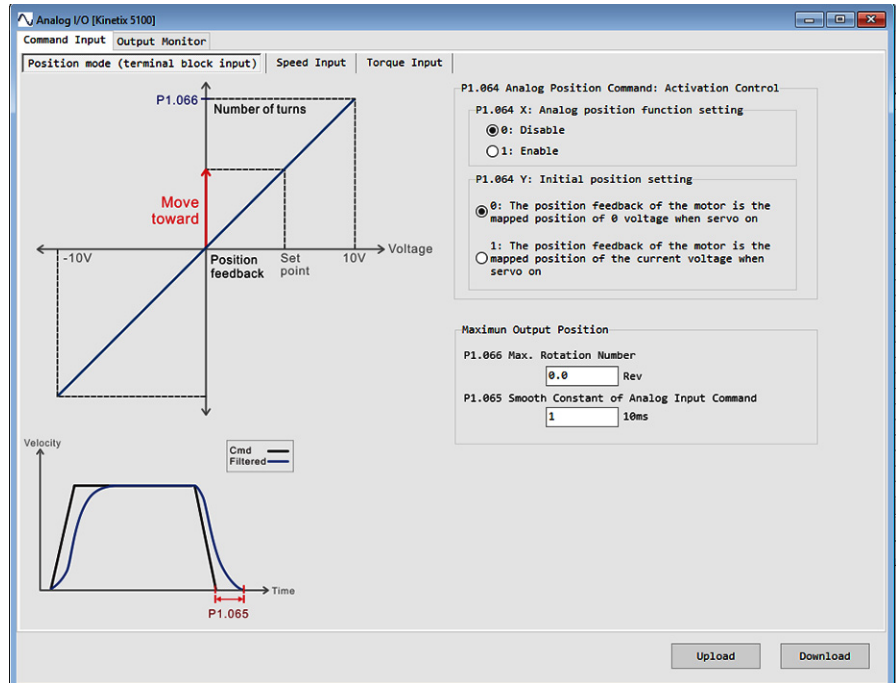 Analog I/O [Kinetix 5100]
Command Input Output Monitor
Position mode (terminal block input) Speed Input Torque Input
P1.066
Number of turns
Move
toward
-10V
Position
feedback
Set
point
10V
Voltage
Velocity
Cmd
Filtered
Time
P1.065
P1.064 Analog Position Command: Activation Control
P1.064 X: Analog position function setting
0: Disable
1: Enable
P1.064 Y: Initial position setting
0: The position feedback of the motor is the
mapped position of 0 voltage when servo on
1: The position feedback of the motor is the
mapped position of the current voltage when
servo on
Maximun Output Position
P1.066 Max. Rotation Number
0.0 Rev
P1.065 Smooth Constant of Analog Input Command
1 10ms
Upload Download